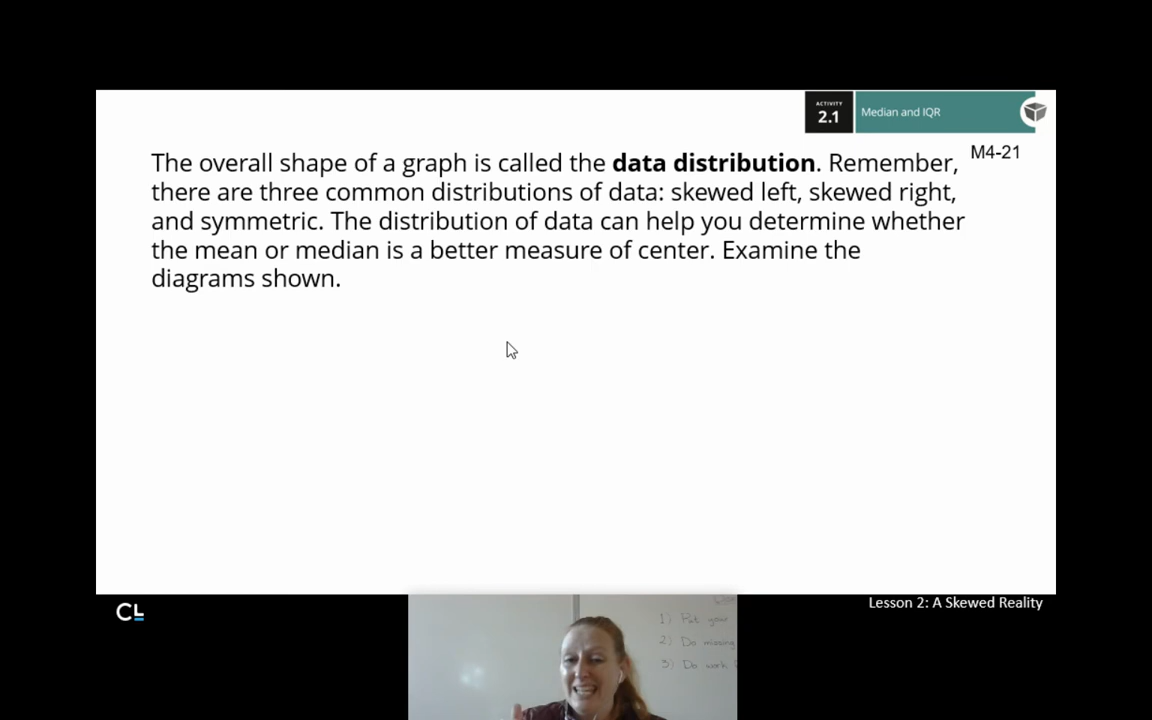 ACTIVITY
2.1
Median and IQR
M4-21
The overall shape of a graph is called the data distribution. Remember,
there are three common distributions of data: skewed left, skewed right,
and symmetric. The distribution of data can help you determine whether
the mean or median is a better measure of center. Examine the
diagrams shown.
CL
Lesson 2: A Skewed Reality
1) Put your
2) Do missing
3) Do work